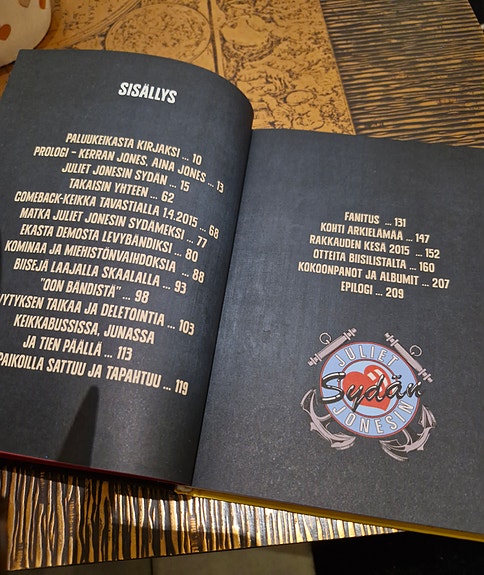 SISÄLLYS
PALUUKEIKASTA KIRJAKSI ... 10
PROLOGI – KERRAN JONES, AINA JONES ... 13
JULIET JONESIN SYDÄN ... 15
TAKAISIN YHTEEN ... 62
COMEBACK-KEIKKA TAVASTIALLA 1.4.2015 ... 68
MATKA JULIET JONESIN SYDÄMEKSI ... 77
EKASTA DEMOSTA LEVYBÄNDIKSI ... 80
KOMINAA JA MIEHISTÖNVAIHDOKSIA ... 88
BIISEJÄ LAAJALLA SKAALALLA ... 93
"OON BÄNDISTÄ" ... 98
VYTYKSEN TAIKAA JA DELETOINTIA ... 103
KEIKKABUSSISSA, JUNASSA
JA TIEN PÄÄLLÄ ... 113
PAIKOILLA SATTUU JA TAPAHTUU ... 119
FANITUS ... 131
KOHTI ARKIELÄMÄÄ ... 147
RAKKAUDEN KESÄ 2015 ... 152
OTTEITA BIISILISTALTA ... 160
KOKOONPANOT JA ALBUMIT ... 207
EPILOGI ... 209
JULIET
Sydän
JONESIN